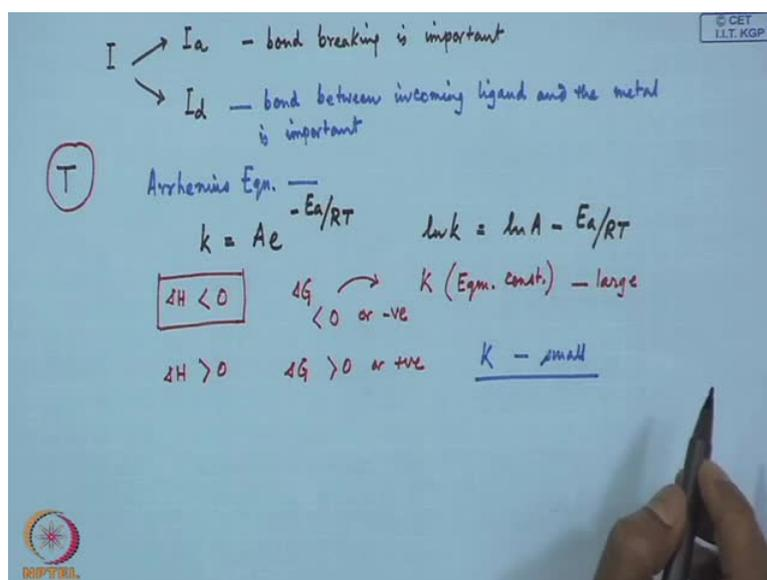 © CET
I.I.T. KGP
I Ia - bond breaking is important
Id - bond between incoming ligand and the metal
is important
T
Arrhenius Eqn. —
k = Ae -Ea/RT lnk = lnA - Ea/RT
ΔH < 0 ΔG < 0 or -ve K (Eqm. const.) - large
ΔH > 0 ΔG > 0 or +ve K - small
NPTEL